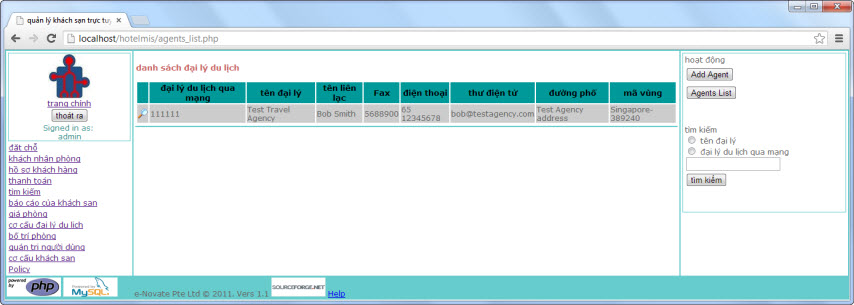 quản lý khách sạn trực tuy
localhost/hotelmis/agents_list.php
trang chính
thoát ra
Signed in as:
admin
đặt chỗ
khách nhận phòng
hồ sơ khách hàng
thanh toán
tìm kiếm
báo cáo của khách sạn
giá phòng
cơ cấu đại lý du lịch
bố trí phòng
quản trị người dùng
cơ cấu khách sạn
Policy
danh sách đại lý du lịch
đại lý du lịch qua mạng tên đại lý tên liên lạc Fax điện thoại thư điện tử đường phố mã vùng
111111 Test Travel Agency Bob Smith 5688900 65 12345678 bob@testagency.com Test Agency address Singapore-389240
hoạt động
Add Agent
Agents List
tìm kiếm
tên đại lý
đại lý du lịch qua mạng
tìm kiếm
powered by php
Powered by MySQL
e-Novate Pte Ltd © 2011. Vers 1.1 SOURCEFORGE.NET Help